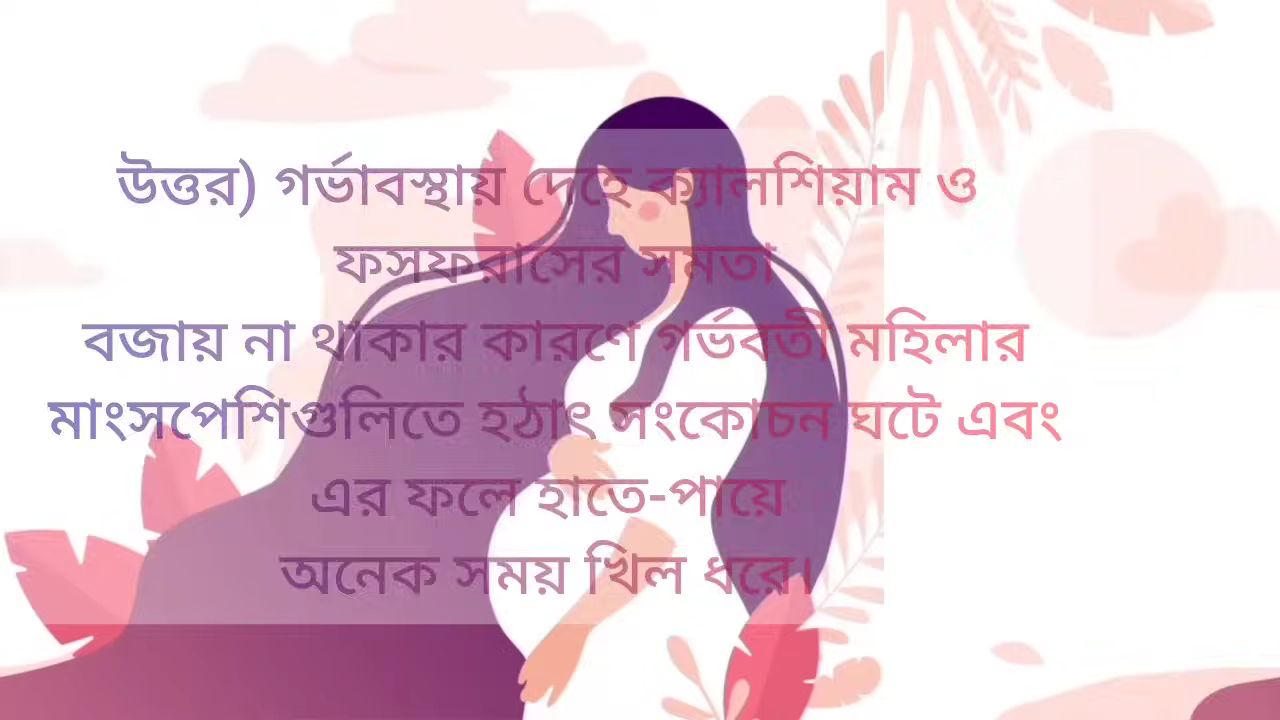 উত্তর) গর্ভাবস্থায় দেহে ক্যালশিয়াম ও
ফসফরাসের সমতা
বজায় না থাকার কারণে গর্ভবতী মহিলার
মাংসপেশিগুলিতে হঠাৎ সংকোচন ঘটে এবং
এর ফলে হাতে-পায়ে
অনেক সময় খিল ধরে।